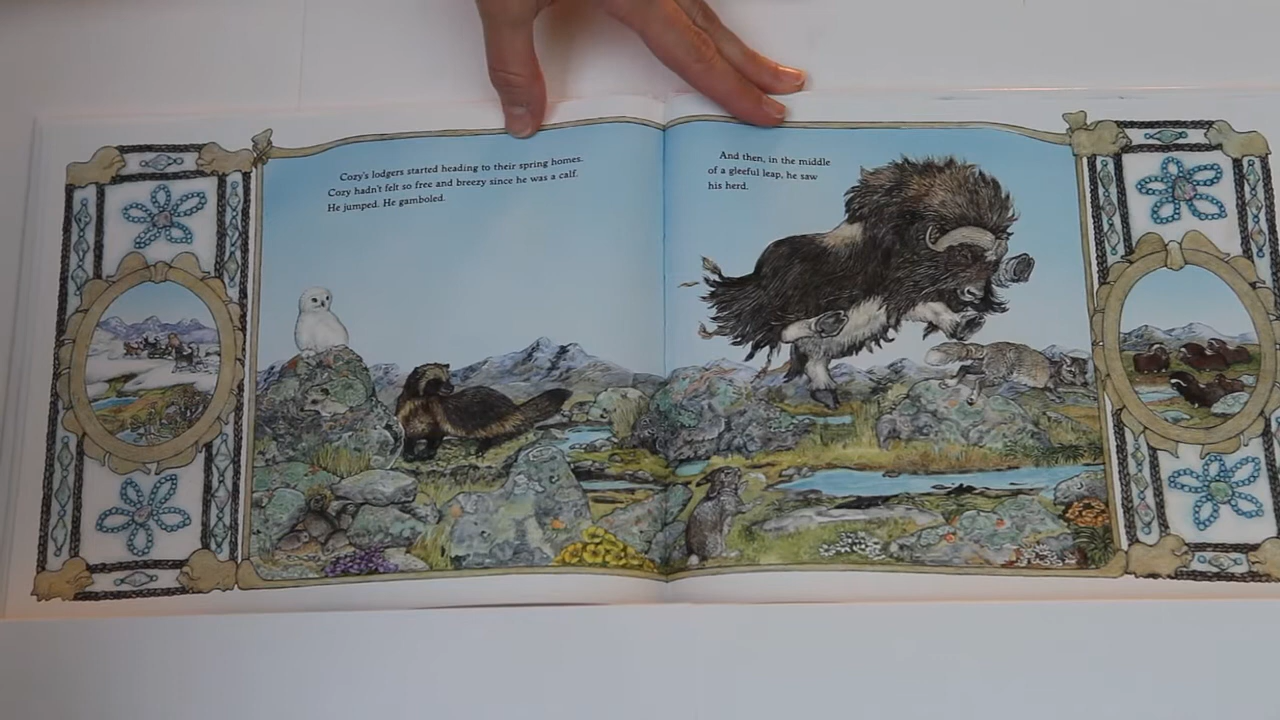 Cozy's lodgers started heading to their spring homes.
Cozy hadn't felt so free and breezy since he was a calf.
He jumped. He gamboled.
And then, in the middle
of a gleeful leap, he saw
his herd.